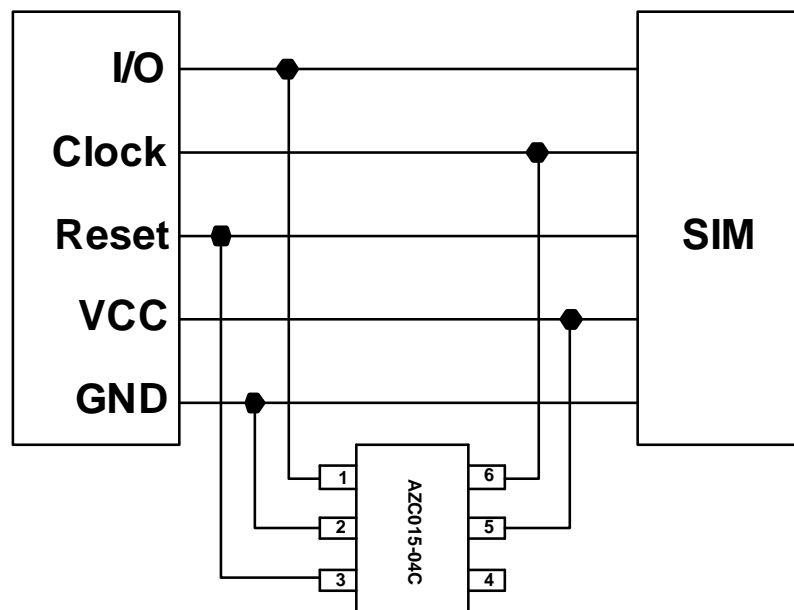 I/O
Clock
Reset
VCC
GND
SIM
1
2
3
AZC015-04C
6
5
4